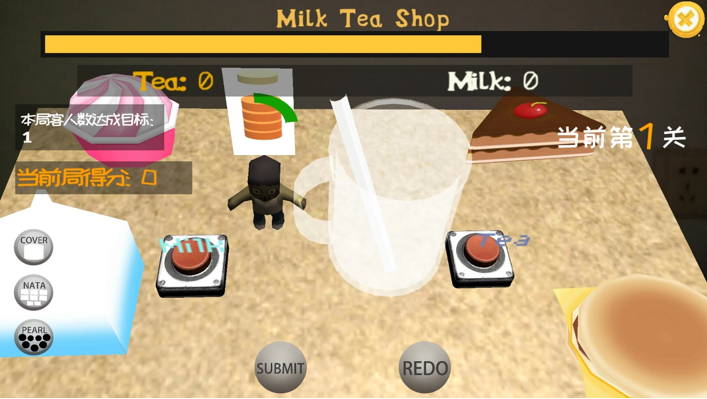 Milk Tea Shop
Tea: 0
Milk: 0
本局客人数达成目标:
1
当前第1关
当前局得分: 0
Milk
Tea
COVER
NATA
PEARL
SUBMIT
REDO